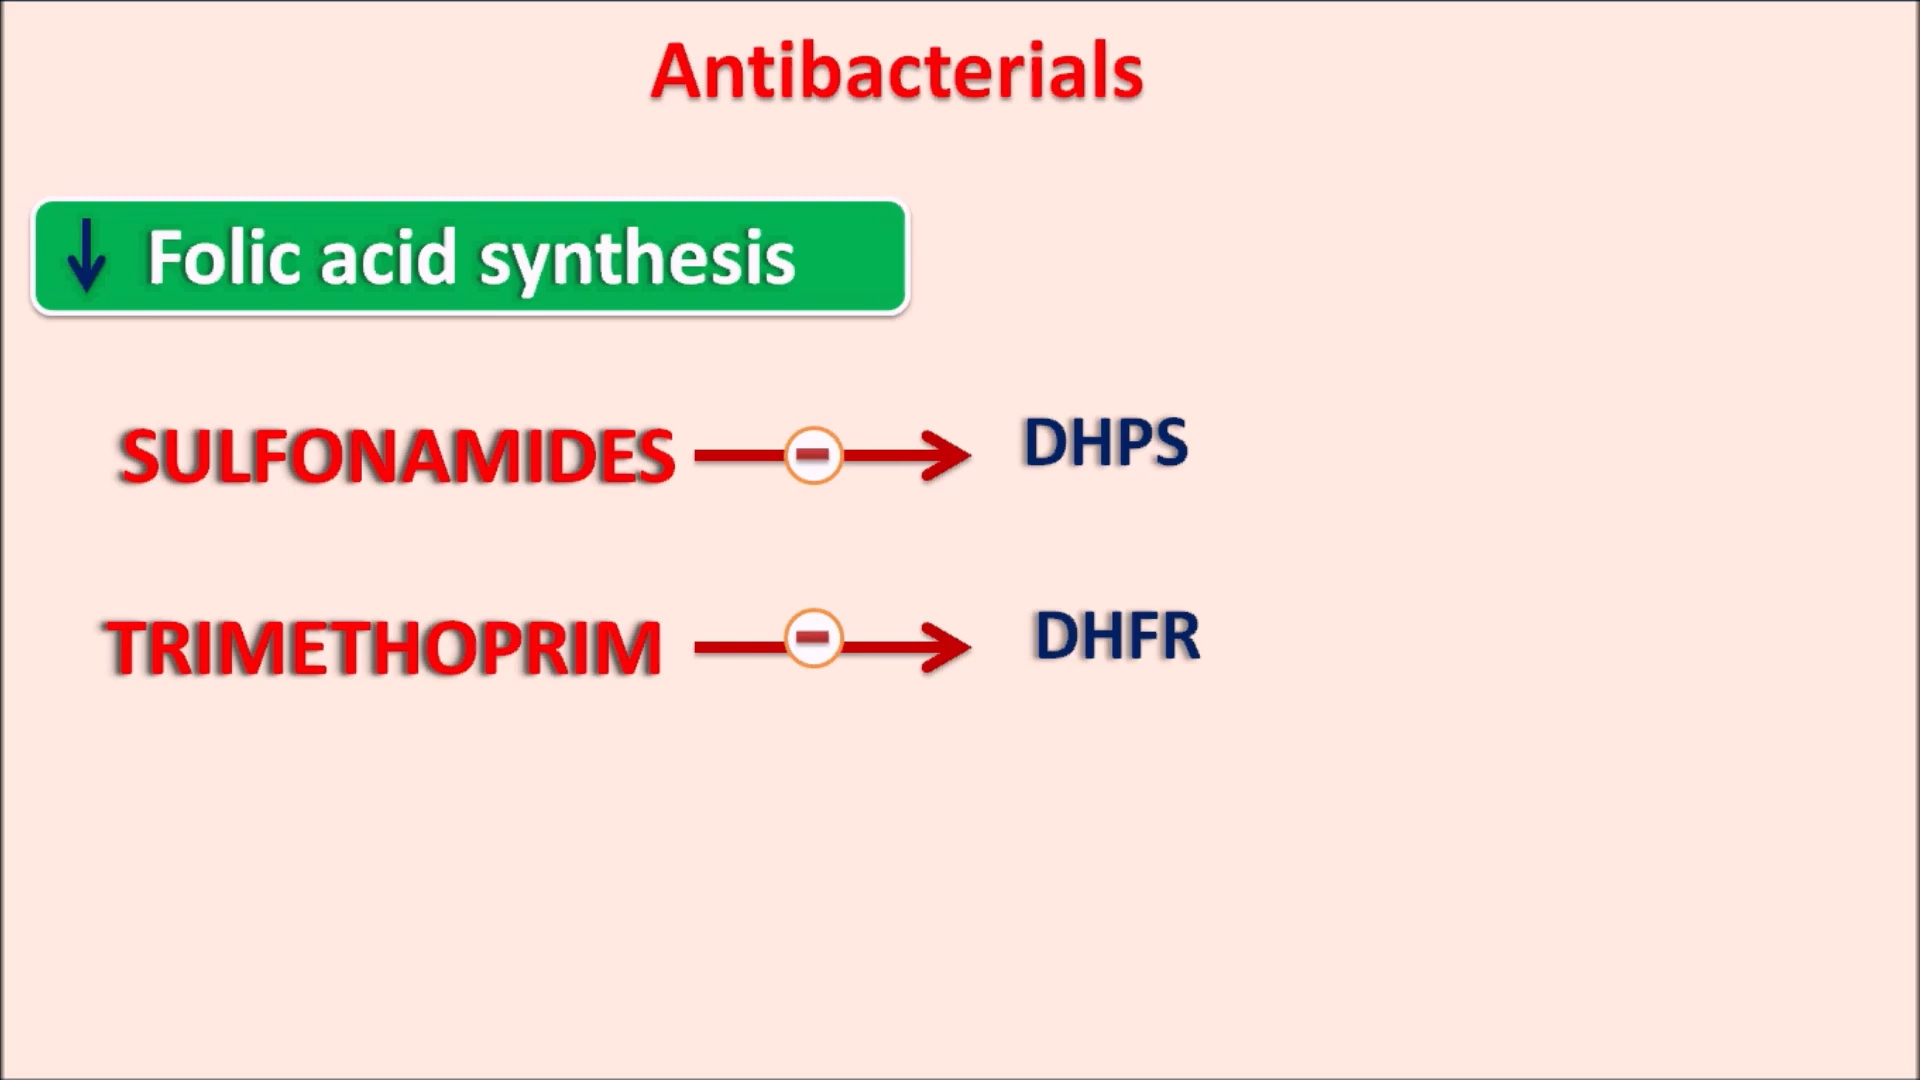 Antibacterials
↓ Folic acid synthesis
SULFONAMIDES − DHPS
TRIMETHOPRIM − DHFR